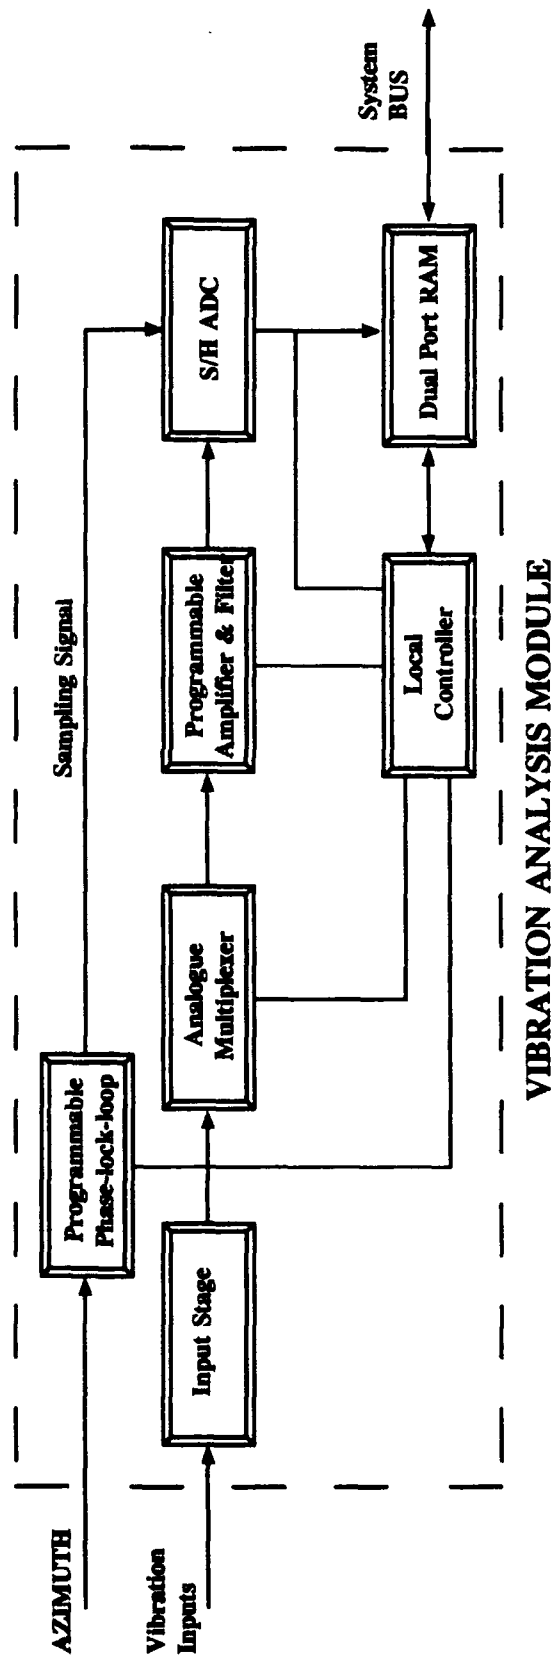 AZIMUTH
Programmable
Phase-lock-loop
Sampling Signal
Vibration
Inputs
Input Stage
Analogue
Multiplexer
Programmable
Amplifier & Filter
S/H ADC
Local
Controller
Dual Port RAM
System
BUS
VIBRATION ANALYSIS MODULE